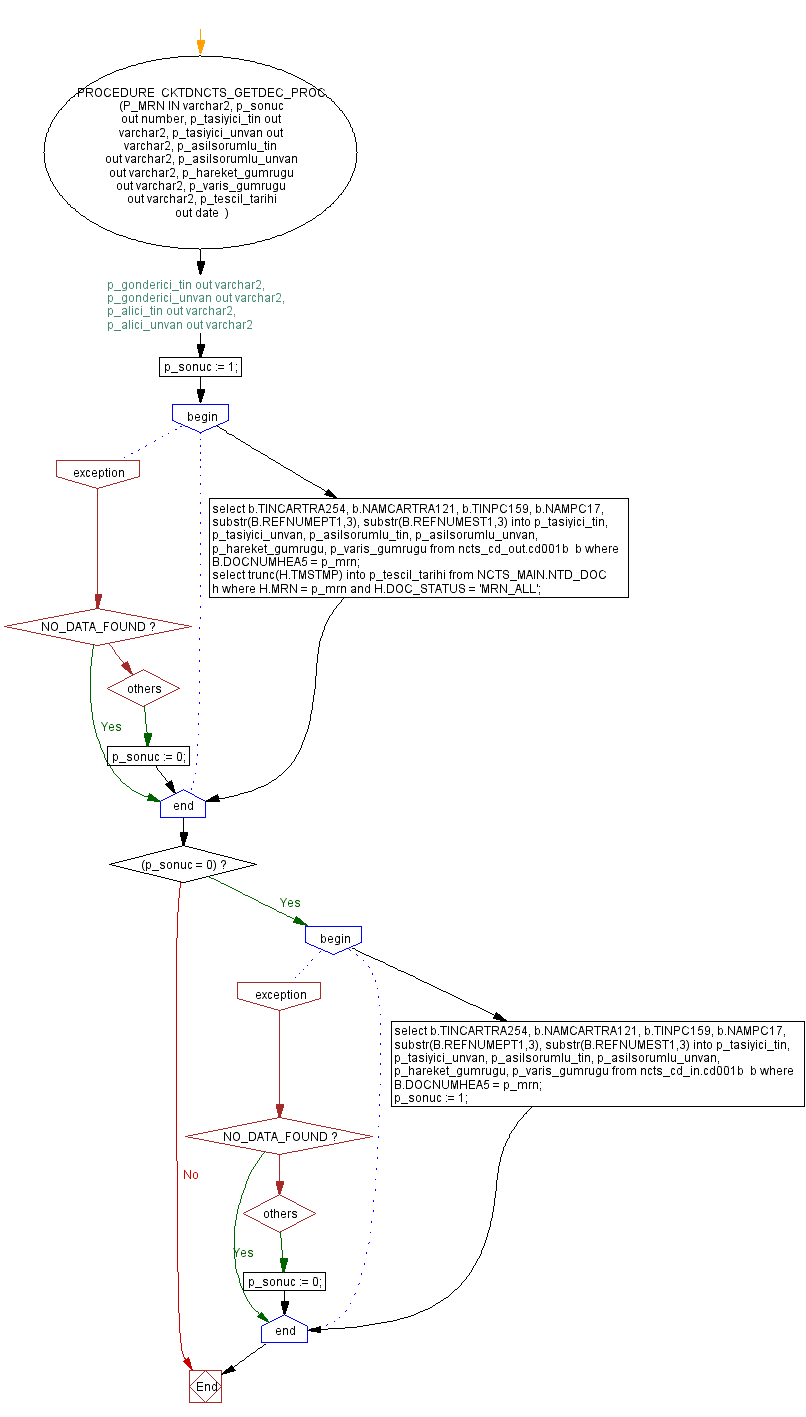 PROCEDURE CKTDNCTS_GETDEC_PROC
(P_MRN IN varchar2, p_sonuc
out number, p_tasiyici_tin out
varchar2, p_tasiyici_unvan out
varchar2, p_asilsorumlu_tin
out varchar2, p_asilsorumlu_unvan
out varchar2, p_hareket_gumrugu
out varchar2, p_varis_gumrugu
out varchar2, p_tescil_tarihi
out date )
p_gonderici_tin out varchar2,
p_gonderici_unvan out varchar2,
p_alici_tin out varchar2,
p_alici_unvan out varchar2
p_sonuc := 1;
begin
exception
select b.TINCARTRA254, b.NAMCARTRA121, b.TINPC159, b.NAMPC17,
substr(B.REFNUMEPT1,3), substr(B.REFNUMEST1,3) into p_tasiyici_tin,
p_tasiyici_unvan, p_asilsorumlu_tin, p_asilsorumlu_unvan,
p_hareket_gumrugu, p_varis_gumrugu from ncts_cd_out.cd001b b where
B.DOCNUMHEA5 = p_mrn;
select trunc(H.TMSTMP) into p_tescil_tarihi from NCTS_MAIN.NTD_DOC
h where H.MRN = p_mrn and H.DOC_STATUS = 'MRN_ALL';
NO_DATA_FOUND ?
others
Yes
p_sonuc := 0;
end
(p_sonuc = 0) ?
Yes
begin
exception
select b.TINCARTRA254, b.NAMCARTRA121, b.TINPC159, b.NAMPC17,
substr(B.REFNUMEPT1,3), substr(B.REFNUMEST1,3) into p_tasiyici_tin,
p_tasiyici_unvan, p_asilsorumlu_tin, p_asilsorumlu_unvan,
p_hareket_gumrugu, p_varis_gumrugu from ncts_cd_in.cd001b b where
B.DOCNUMHEA5 = p_mrn;
p_sonuc := 1;
NO_DATA_FOUND ?
No
others
Yes
p_sonuc := 0;
end
End